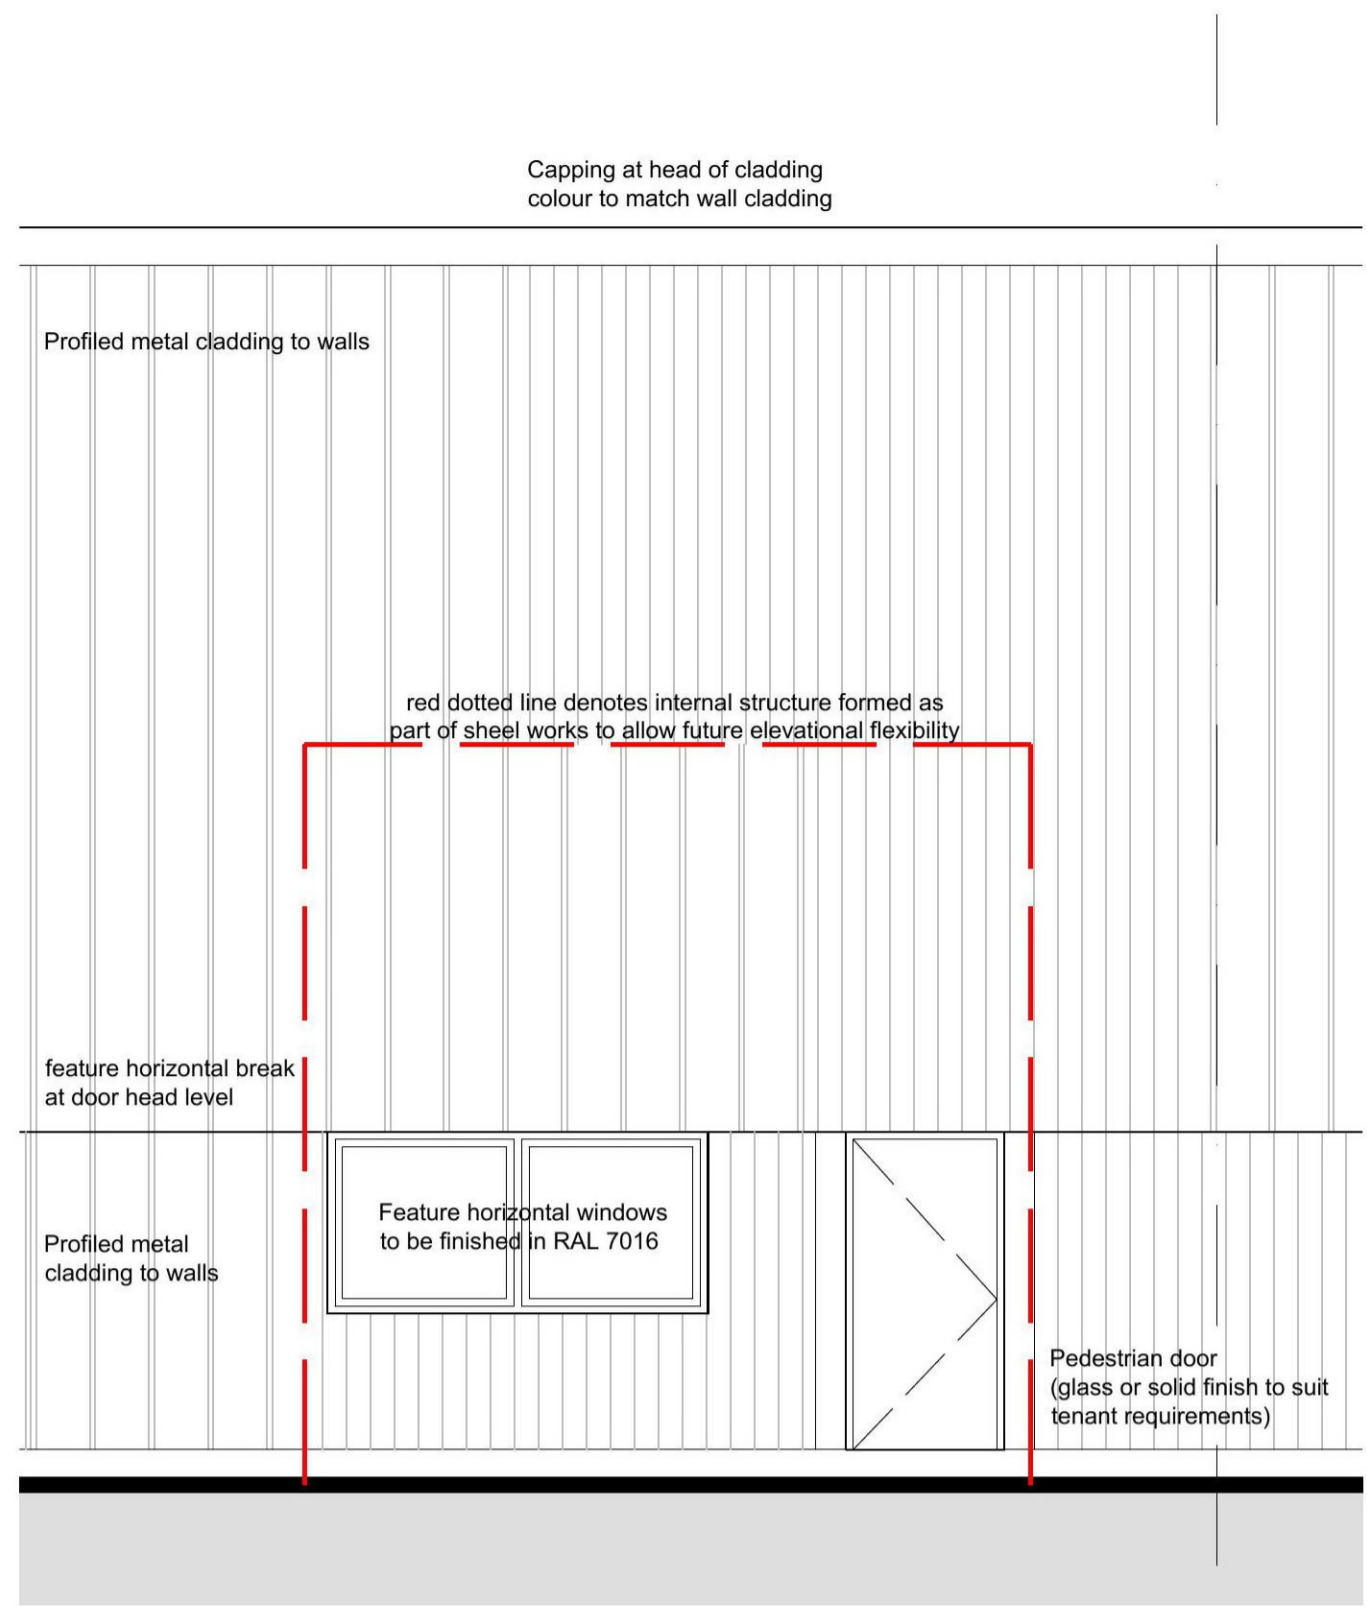 Capping at head of cladding
colour to match wall cladding
Profiled metal cladding to walls
red dotted line denotes internal structure formed as
part of sheel works to allow future elevational flexibility
feature horizontal break
at door head level
Feature horizontal windows
to be finished in RAL 7016
Profiled metal
cladding to walls
Pedestrian door
(glass or solid finish to suit
tenant requirements)